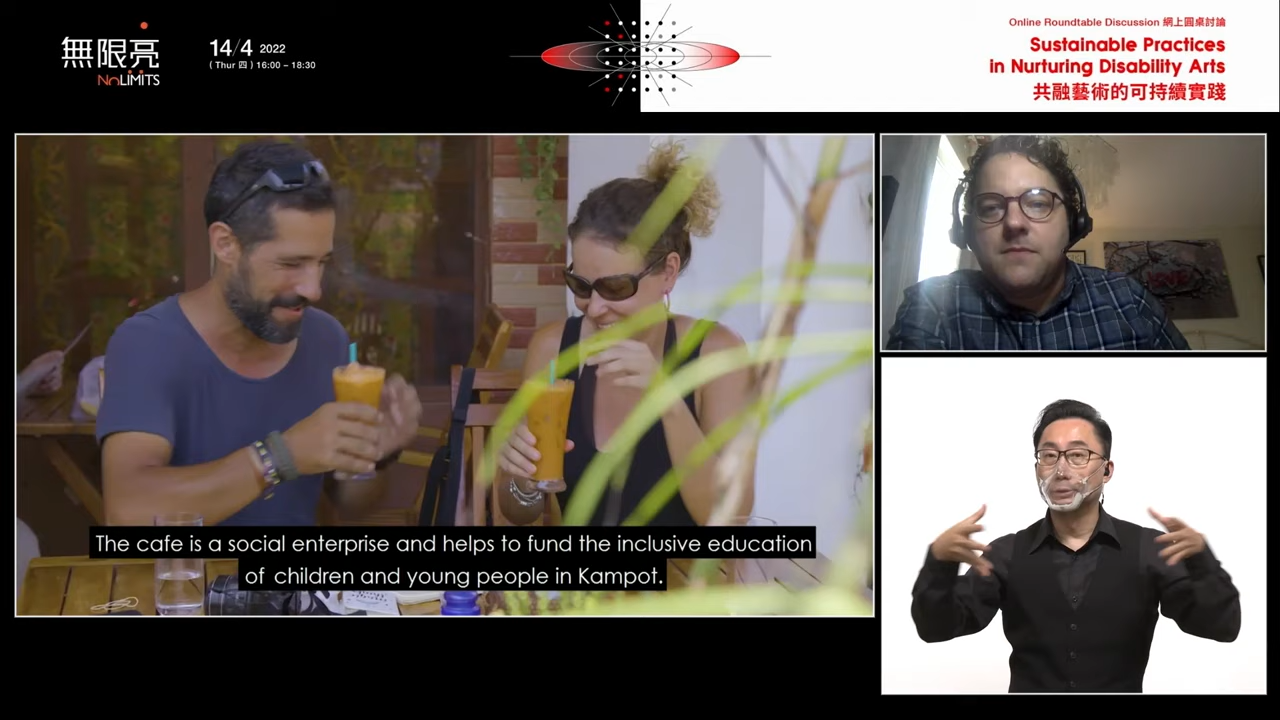 無限亮
NoLIMITS
14/4 2022
( Thur 四 ) 16:00 – 18:30
Online Roundtable Discussion 網上圓桌討論
Sustainable Practices
in Nurturing Disability Arts
共融藝術的可持續實踐
The cafe is a social enterprise and helps to fund the inclusive education
of children and young people in Kampot.